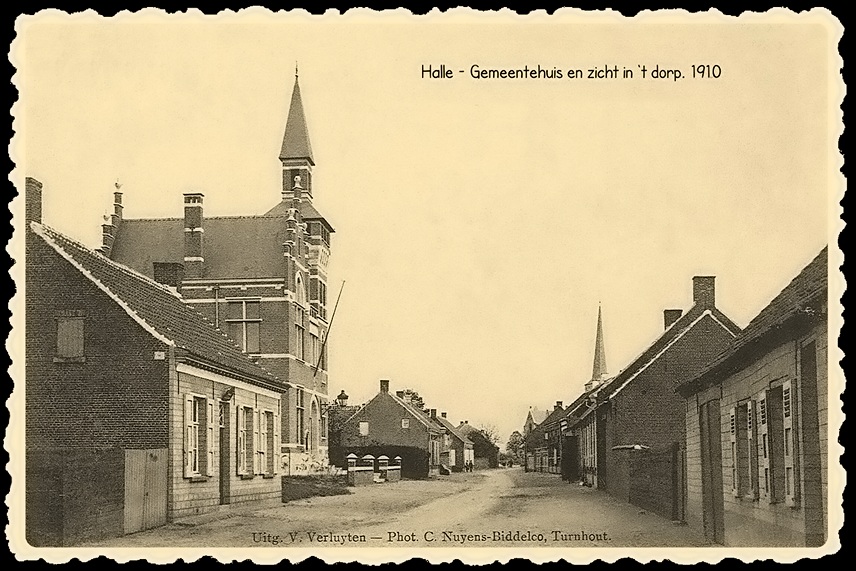 Halle - Gemeentehuis en zicht in 't dorp. 1910
Uitg. V. Verluyten — Phot. C. Nuyens-Biddelco, Turnhout.